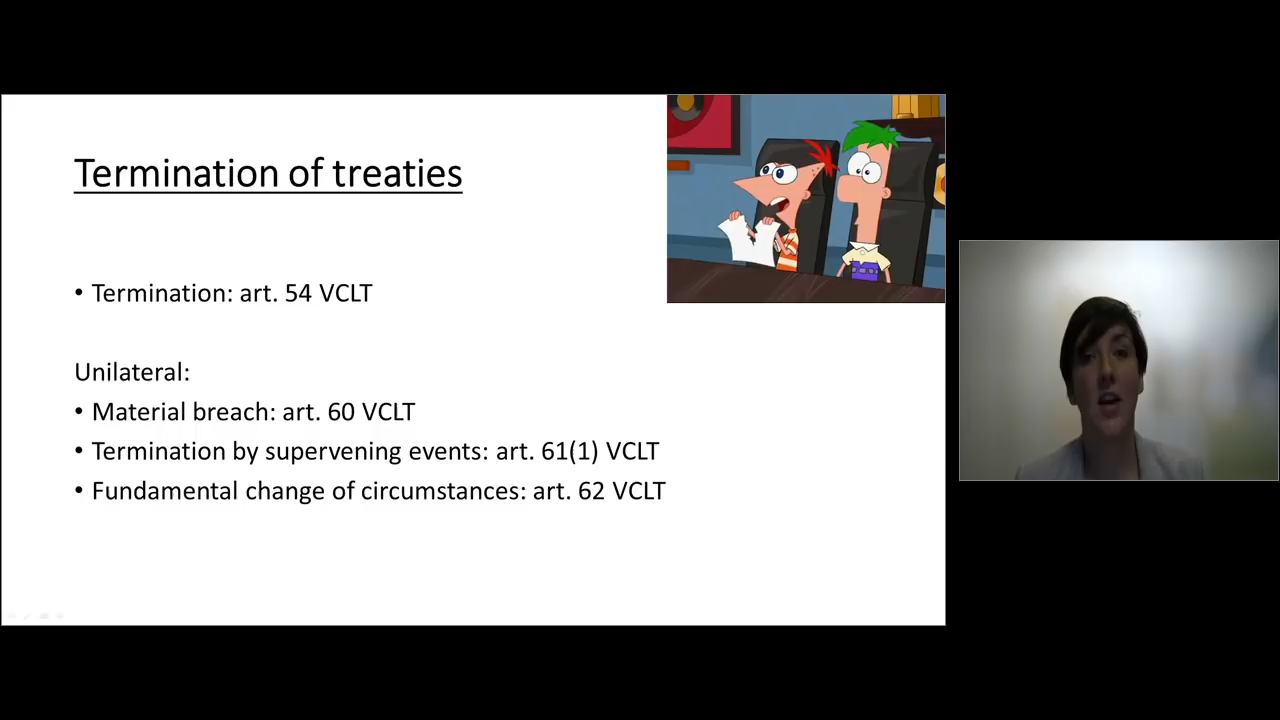 Termination of treaties
• Termination: art. 54 VCLT
Unilateral:
• Material breach: art. 60 VCLT
• Termination by supervening events: art. 61(1) VCLT
• Fundamental change of circumstances: art. 62 VCLT